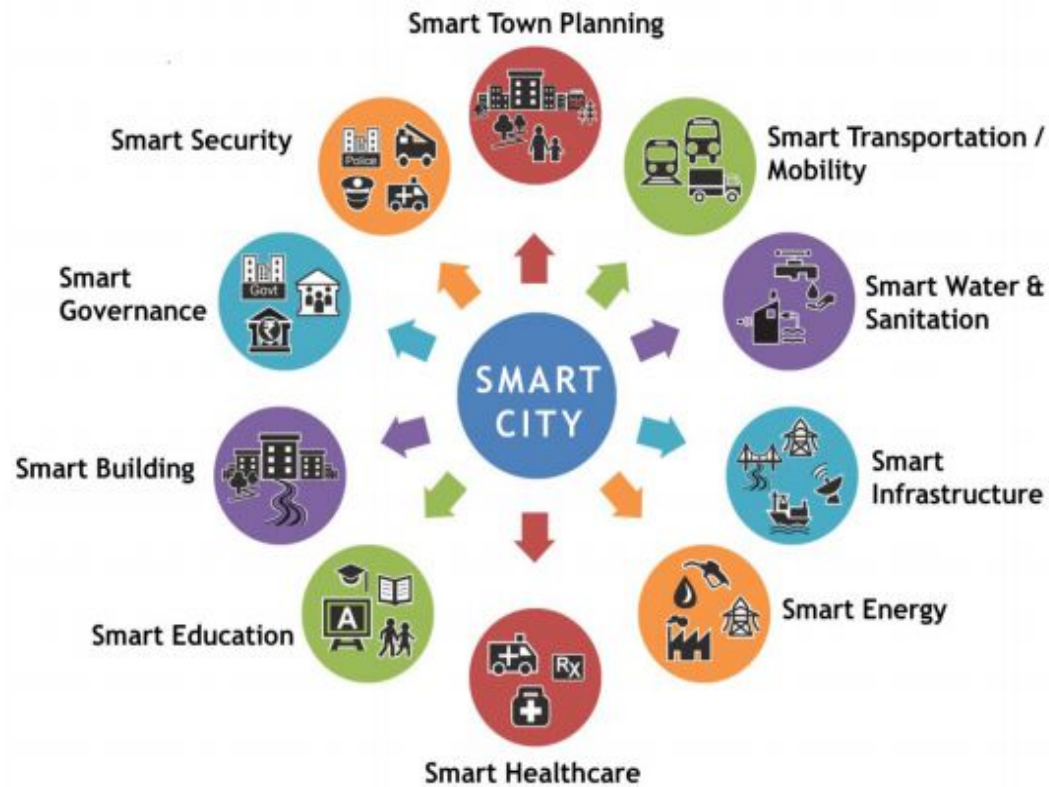 Smart Town Planning
Smart Security
Police
Smart Transportation /
Mobility
Smart
Governance
Govt
₹
Smart Water &
Sanitation
SMART
CITY
Smart Building
Smart
Infrastructure
Smart Education
A
Smart Energy
Rx
Smart Healthcare